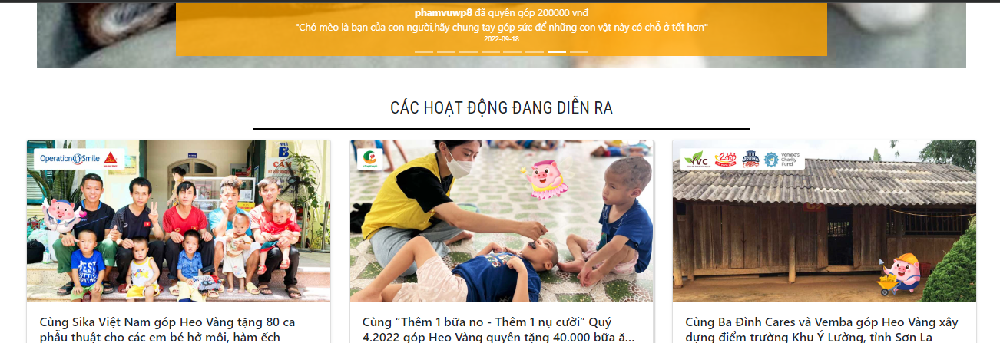 phamvuwp8 đã quyên góp 200000 vnđ
"Chó mèo là bạn của con người,hãy chung tay góp sức để những con vật này có chỗ ở tốt hơn"
2022-09-18
CÁC HOẠT ĐỘNG ĐANG DIỄN RA
Operation Smile
NHÀ
B
CẤM
YVC
Vemba's
Charity
Fund
Cùng Sika Việt Nam góp Heo Vàng tặng 80 ca
phẫu thuật cho các em bé hở môi, hàm ếch
Cùng “Thêm 1 bữa no - Thêm 1 nụ cười” Quý
4.2022 góp Heo Vàng quyên tặng 40.000 bữa ă...
Cùng Ba Đình Cares và Vemba góp Heo Vàng xây
dựng điểm trường Khu Ý Lường, tỉnh Sơn La